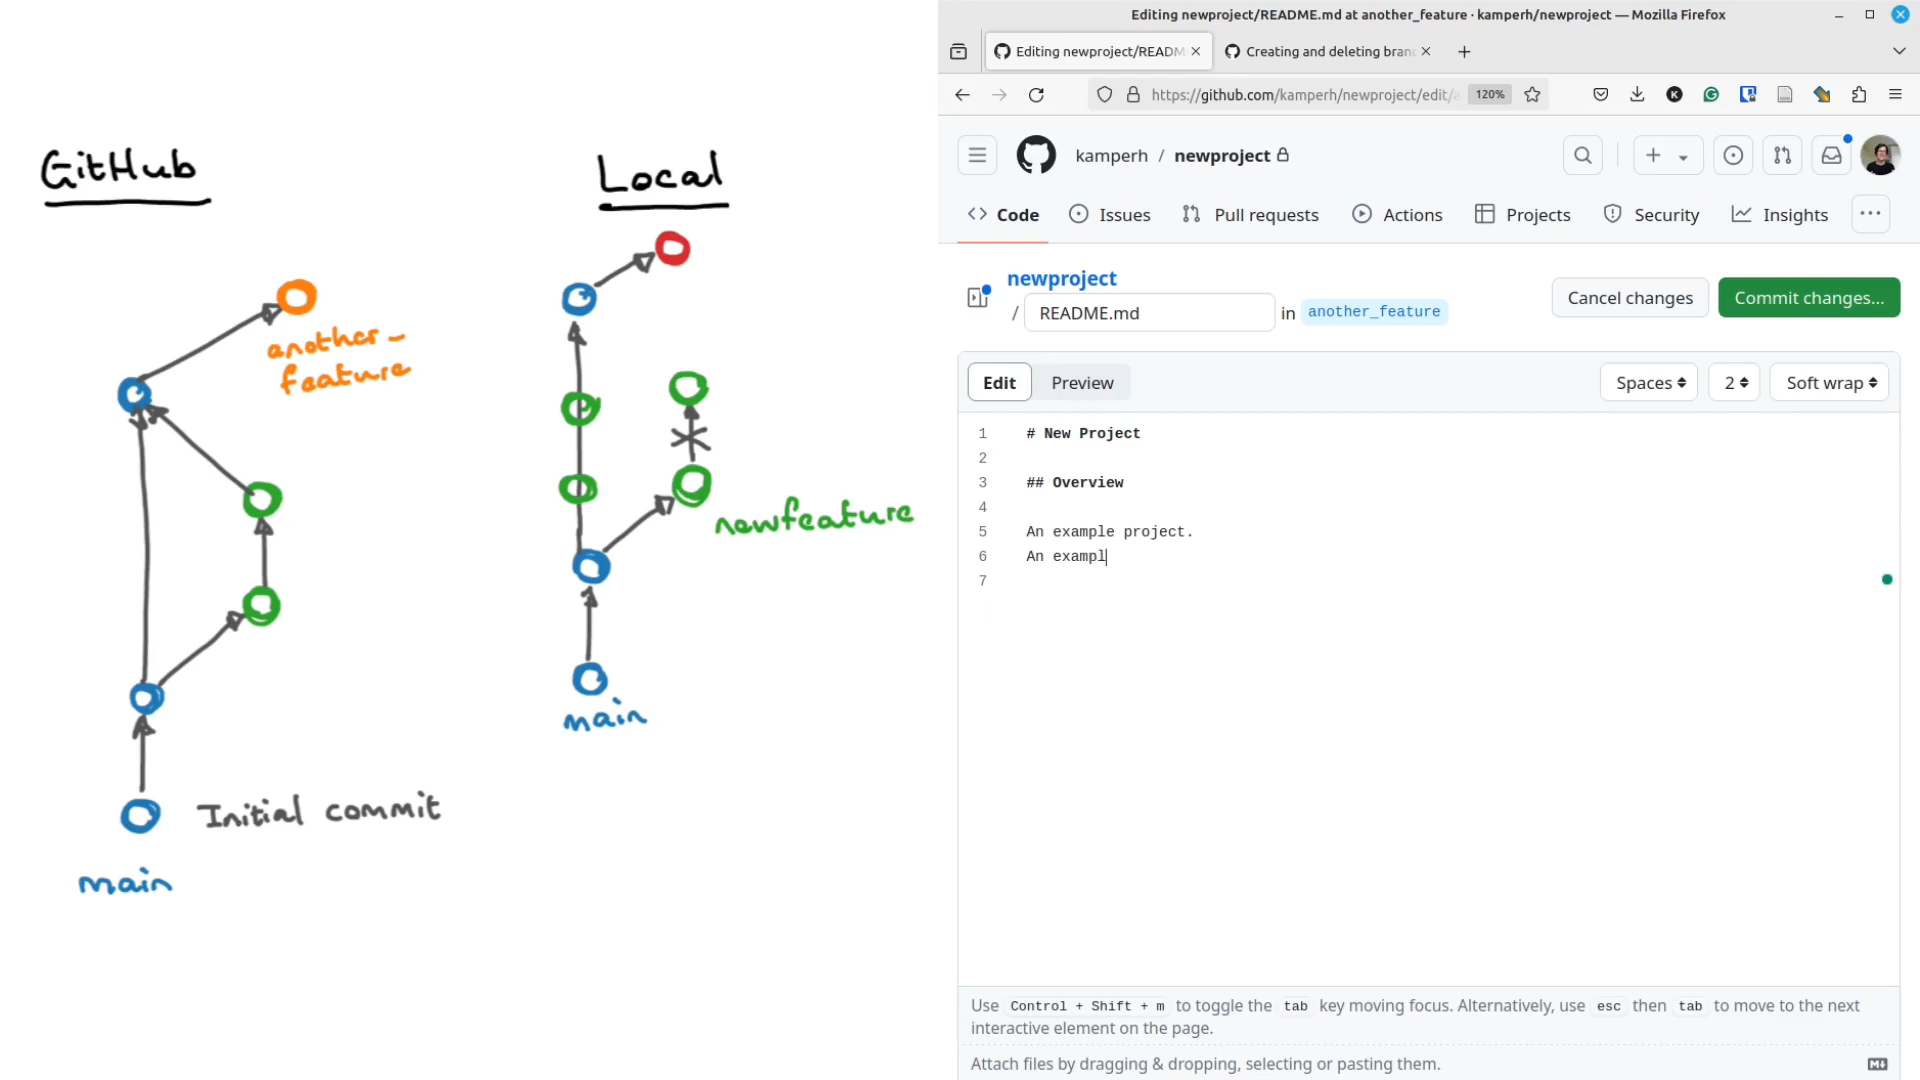 GitHub
another-
feature
Initial commit
main
Local
newfeature
main
Editing newproject/README.md at another_feature · kamperh/newproject — Mozilla Firefox
Editing newproject/READM
Creating and deleting bran
https://github.com/kamperh/newproject/edit/a
120%
kamperh / newproject
Code
Issues
Pull requests
Actions
Projects
Security
Insights
newproject
/ README.md in another_feature
Cancel changes
Commit changes...
Edit
Preview
Spaces
2
Soft wrap
1 # New Project
2
3 ## Overview
4
5 An example project.
6 An exampl
7
Use Control + Shift + m to toggle the tab key moving focus. Alternatively, use esc then tab to move to the next
interactive element on the page.
Attach files by dragging & dropping, selecting or pasting them.